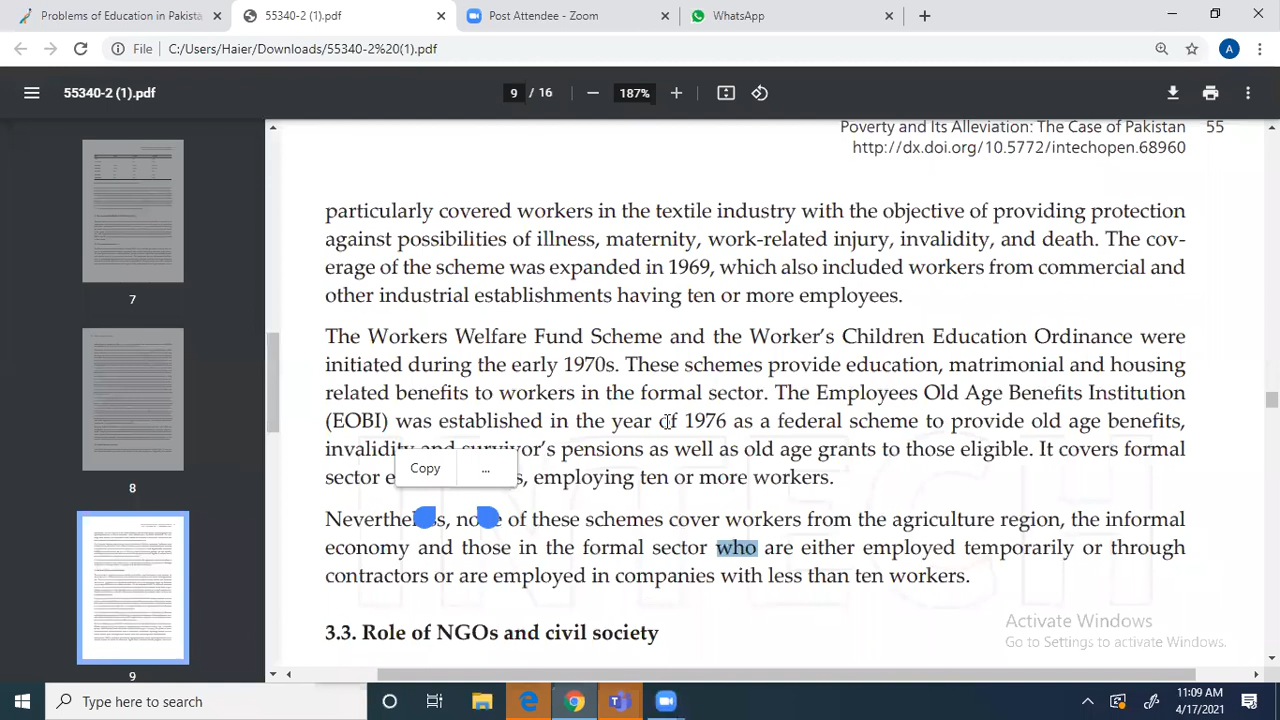 Problems of Education in Pakista
55340-2 (1).pdf
Post Attendee - Zoom
WhatsApp
File
C:/Users/Haier/Downloads/55340-2%20(1).pdf
A
55340-2 (1).pdf
9 / 16
187%
7
8
9
Poverty and Its Alleviation: The Case of Pakistan 55
http://dx.doi.org/10.5772/intechopen.68960
particularly covered workers in the textile industry with the objective of providing protection
against possibilities of illness, maternity, work-related injury, invalidity, and death. The cov-
erage of the scheme was expanded in 1969, which also included workers from commercial and
other industrial establishments having ten or more employees.
The Workers Welfare Fund Scheme and the Worker's Children Education Ordinance were
initiated during the early 1970s. These schemes provide education, matrimonial and housing
related benefits to workers in the formal sector. The Employees Old Age Benefits Institution
(EOBI) was established in the year of 1976 as a federal scheme to provide old age benefits,
invalidity and survivor's pensions as well as old age grants to those eligible. It covers formal
sector employing ten or more workers.
Copy ...
Nevertheless, none of these schemes cover workers from the agriculture region, the informal
economy and those in the formal sector who are either employed temporarily or through
contractors or are employed in companies with less than ten workers.
3.3. Role of NGOs and civil society
Activate Windows
Go to Settings to activate Windows.
Type here to search
11:09 AM
4/17/2021